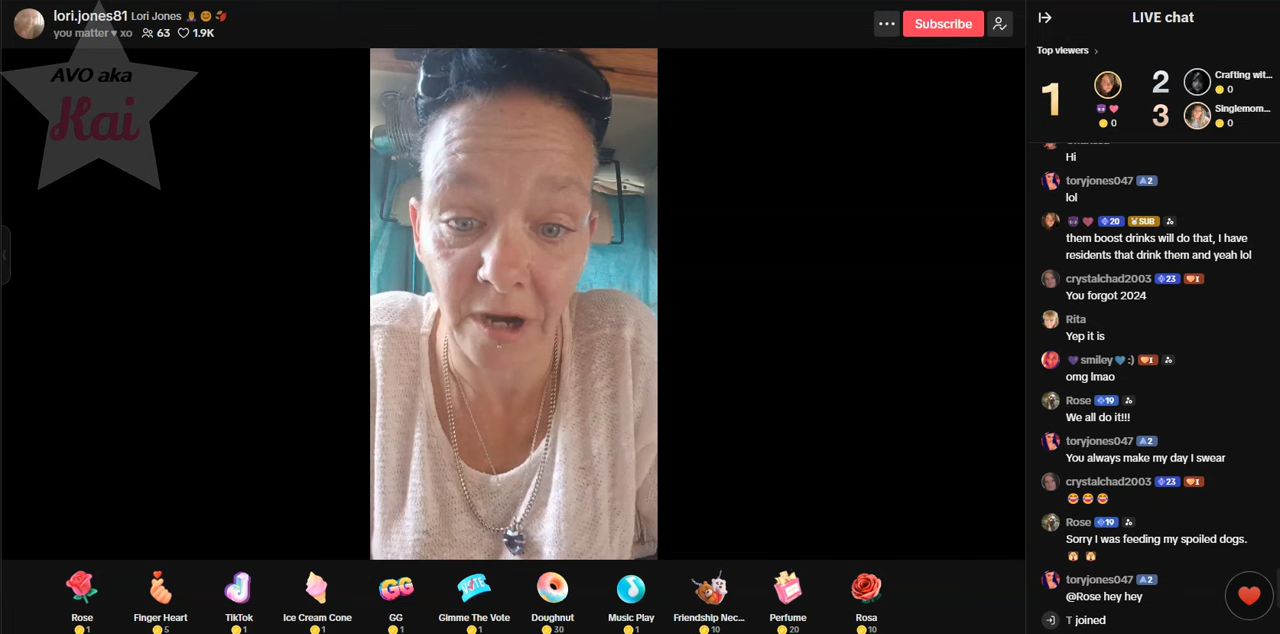 lori.jones81 Lori Jones
you matter ♥ xo 63 1.9K
Subscribe
AVO aka
Kai
LIVE chat
Top viewers
1
0
2
Crafting wit...
0
3
Singlemom...
0
Hi
toryjones047 2
lol
20 SUB
them boost drinks will do that, I have
residents that drink them and yeah lol
crystalchad2003 23 I
You forgot 2024
Rita
Yep it is
smiley :) I
omg lmao
Rose 19
We all do it!!!
toryjones047 2
You always make my day I swear
crystalchad2003 23 I
Rose 19
Sorry I was feeding my spoiled dogs.
toryjones047 2
@Rose hey hey
T joined
GG
VOTE
Rose
Finger Heart
TikTok
Ice Cream Cone
GG
Gimme The Vote
Doughnut
Music Play
Friendship Nec...
Perfume
Rosa
1
5
1
1
1
1
30
1
10
20
10